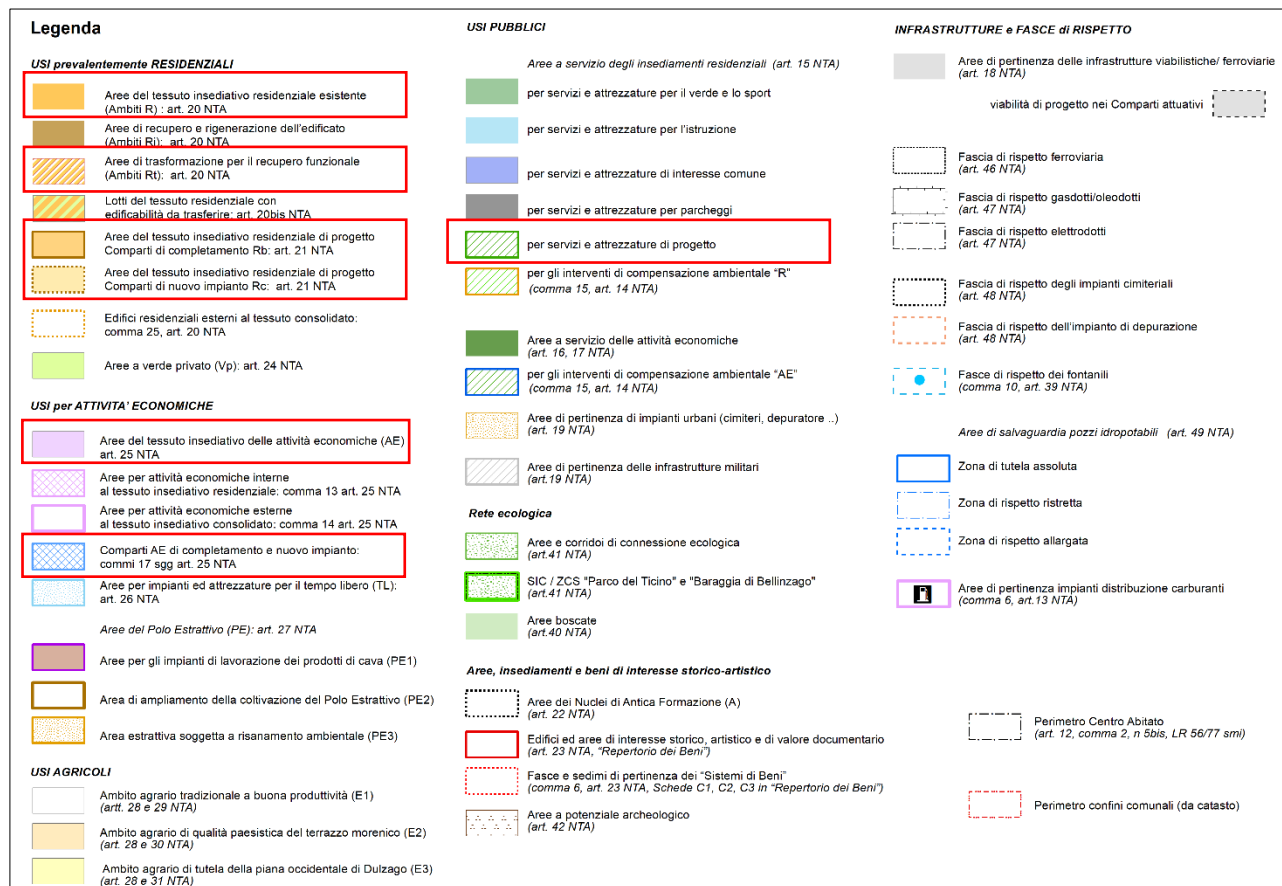 Legenda
USI prevalentemente RESIDENZIALI
Aree del tessuto insediativo residenziale esistente
(Ambiti R) : art. 20 NTA
Aree di recupero e rigenerazione dell'edificato
(Ambiti Ri): art. 20 NTA
Aree di trasformazione per il recupero funzionale
(Ambiti Rt): art. 20 NTA
Lotti del tessuto residenziale con
edificabilità da trasferire: art. 20bis NTA
Aree del tessuto insediativo residenziale di progetto
Comparti di completamento Rb: art. 21 NTA
Aree del tessuto insediativo residenziale di progetto
Comparti di nuovo impianto Rc: art. 21 NTA
Edifici residenziali esterni al tessuto consolidato:
comma 25, art. 20 NTA
Aree a verde privato (Vp): art. 24 NTA
USI per ATTIVITA' ECONOMICHE
Aree del tessuto insediativo delle attività economiche (AE)
art. 25 NTA
Aree per attività economiche interne
al tessuto insediativo residenziale: comma 13 art. 25 NTA
Aree per attività economiche esterne
al tessuto insediativo consolidato: comma 14 art. 25 NTA
Comparti AE di completamento e nuovo impianto:
commi 17 sgg art. 25 NTA
Aree per impianti ed attrezzature per il tempo libero (TL):
art. 26 NTA
Aree del Polo Estrattivo (PE): art. 27 NTA
Aree per gli impianti di lavorazione dei prodotti di cava (PE1)
Area di ampliamento della coltivazione del Polo Estrattivo (PE2)
Area estrattiva soggetta a risanamento ambientale (PE3)
USI AGRICOLI
Ambito agrario tradizionale a buona produttività (E1)
(artt. 28 e 29 NTA)
Ambito agrario di qualità paesistica del terrazzo morenico (E2)
(art. 28 e 30 NTA)
Ambito agrario di tutela della piana occidentale di Dulzago (E3)
(art. 28 e 31 NTA)
USI PUBBLICI
Aree a servizio degli insediamenti residenziali (art. 15 NTA)
per servizi e attrezzature per il verde e lo sport
per servizi e attrezzature per l'istruzione
per servizi e attrezzature di interesse comune
per servizi e attrezzature per parcheggi
per servizi e attrezzature di progetto
per gli interventi di compensazione ambientale "R"
(comma 15, art. 14 NTA)
Aree a servizio delle attività economiche
(art. 16, 17 NTA)
per gli interventi di compensazione ambientale "AE"
(comma 15, art. 14 NTA)
Aree di pertinenza di impianti urbani (cimiteri, depuratore ..)
(art. 19 NTA)
Aree di pertinenza delle infrastrutture militari
(art.19 NTA)
Rete ecologica
Aree e corridoi di connessione ecologica
(art.41 NTA)
SIC / ZCS "Parco del Ticino" e "Baraggia di Bellinzago"
(art.41 NTA)
Aree boscate
(art.40 NTA)
Aree, insediamenti e beni di interesse storico-artistico
Aree dei Nuclei di Antica Formazione (A)
(art. 22 NTA)
Edifici ed aree di interesse storico, artistico e di valore documentario
(art. 23 NTA, "Repertorio dei Beni")
Fasce e sedimi di pertinenza dei "Sistemi di Beni"
(comma 6, art. 23 NTA, Schede C1, C2, C3 in "Repertorio dei Beni")
Aree a potenziale archeologico
(art. 42 NTA)
INFRASTRUTTURE e FASCE di RISPETTO
Aree di pertinenza delle infrastrutture viabilistiche/ ferroviarie
(art. 18 NTA)
viabilità di progetto nei Comparti attuativi
Fascia di rispetto ferroviaria
(art. 46 NTA)
Fascia di rispetto gasdotti/oleodotti
(art. 47 NTA)
Fascia di rispetto elettrodotti
(art. 47 NTA)
Fascia di rispetto degli impianti cimiteriali
(art. 48 NTA)
Fascia di rispetto dell'impianto di depurazione
(art. 48 NTA)
Fasce di rispetto dei fontanili
(comma 10, art. 39 NTA)
Aree di salvaguardia pozzi idropotabili (art. 49 NTA)
Zona di tutela assoluta
Zona di rispetto ristretta
Zona di rispetto allargata
Aree di pertinenza impianti distribuzione carburanti
(comma 6, art.13 NTA)
Perimetro Centro Abitato
(art. 12, comma 2, n 5bis, LR 56/77 smi)
Perimetro confini comunali (da catasto)